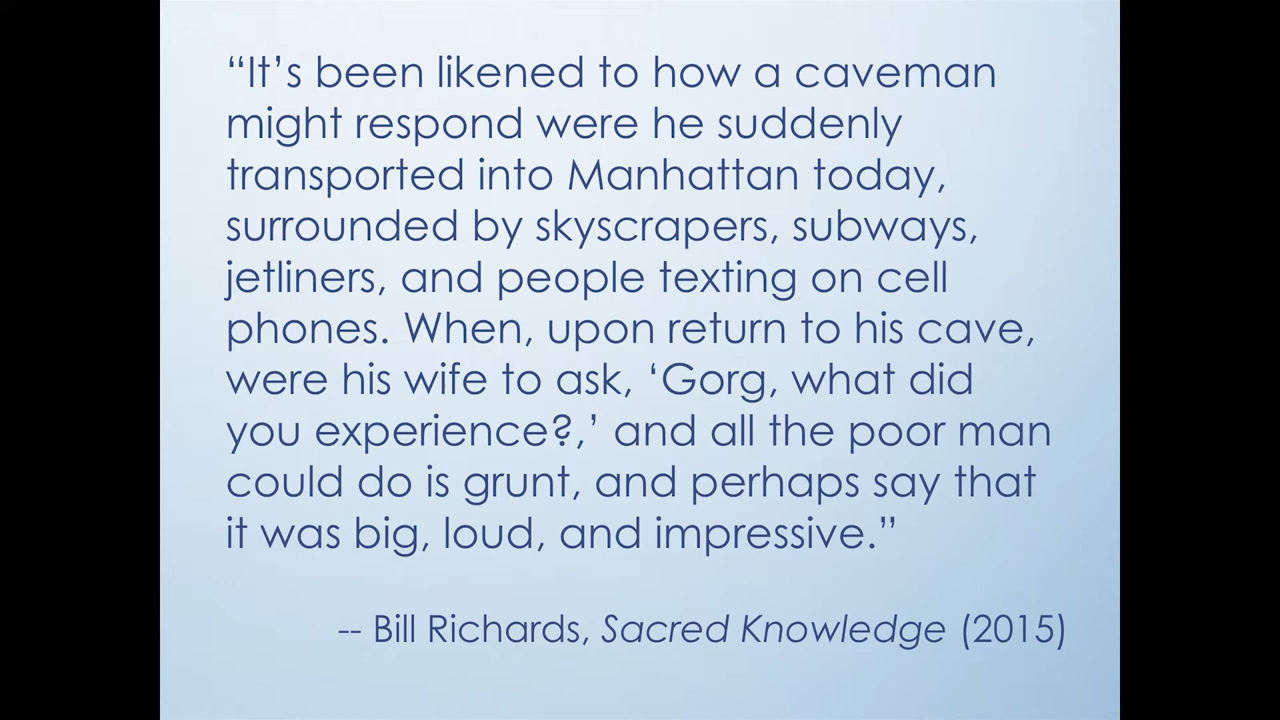 “It’s been likened to how a caveman
might respond were he suddenly
transported into Manhattan today,
surrounded by skyscrapers, subways,
jetliners, and people texting on cell
phones. When, upon return to his cave,
were his wife to ask, ‘Gorg, what did
you experience?,’ and all the poor man
could do is grunt, and perhaps say that
it was big, loud, and impressive.”
-- Bill Richards, Sacred Knowledge (2015)